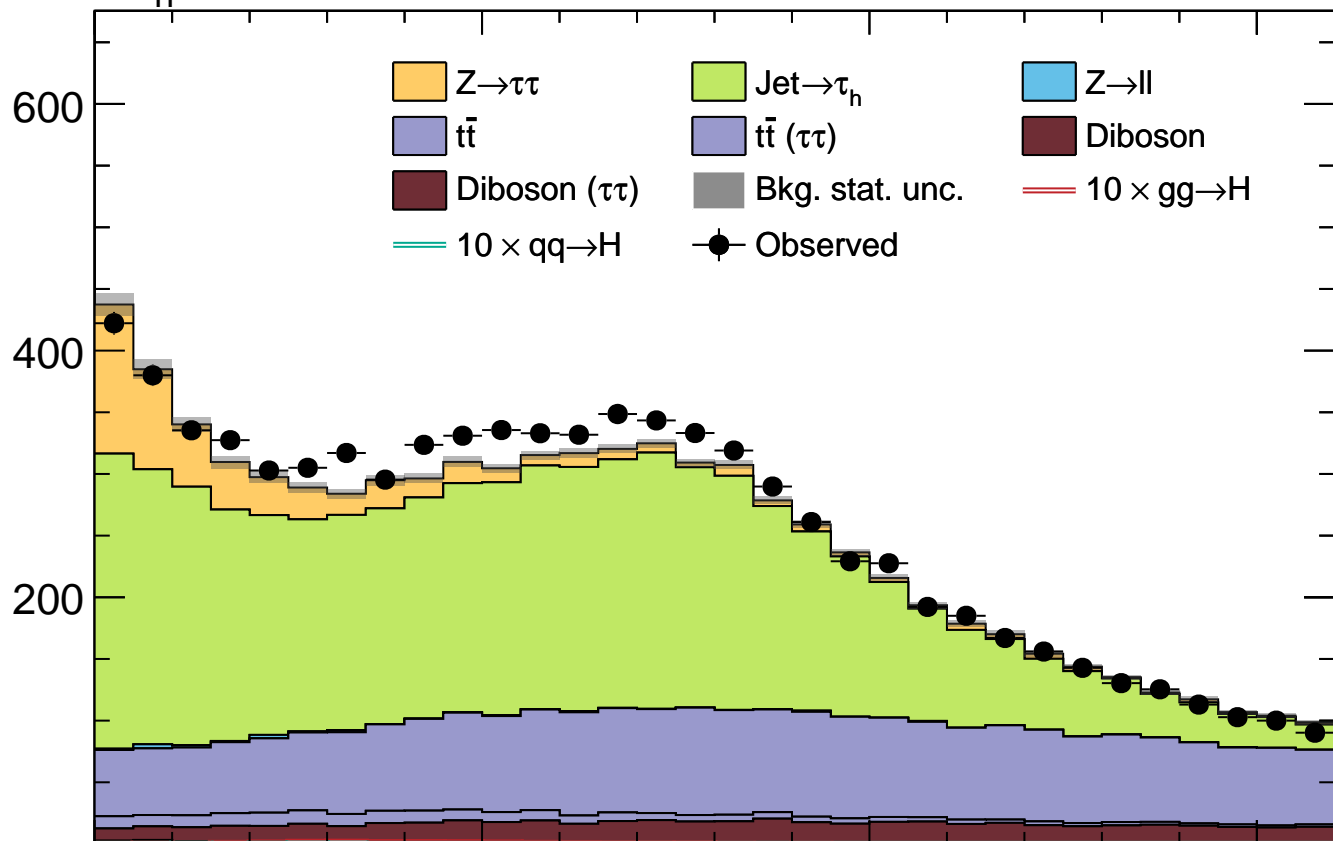 600
Z→ττ Jet→τh Z→ll
tt̄ tt̄ (ττ) Diboson
Diboson (ττ) Bkg. stat. unc. 10 × gg→H
10 × qq→H Observed
400
200